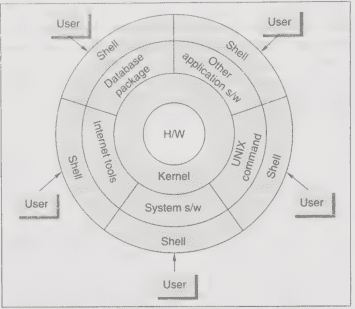 User
User
Shell
Shell
Database
package
Other
application s/w
H/W
Internet tools
UNIX
command
Shell
Shell
Kernel
System s/w
User
User
Shell
User